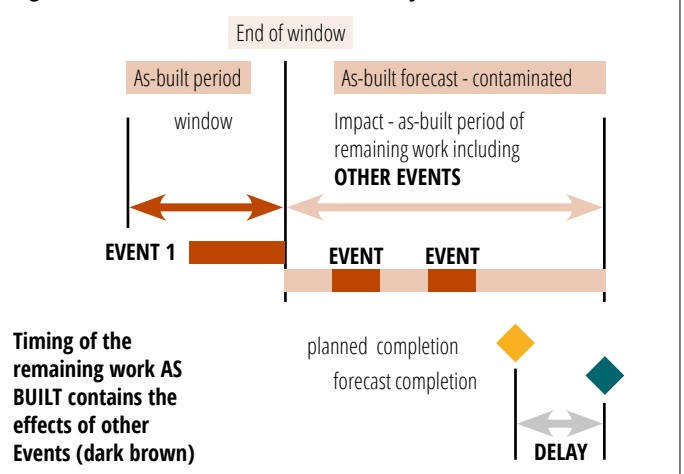 End of window
As-built period
As-built forecast - contaminated
window
Impact - as-built period of
remaining work including
OTHER EVENTS
EVENT 1
EVENT
EVENT
Timing of the
remaining work AS
BUILT contains the
effects of other
Events (dark brown)
planned completion
forecast completion
DELAY